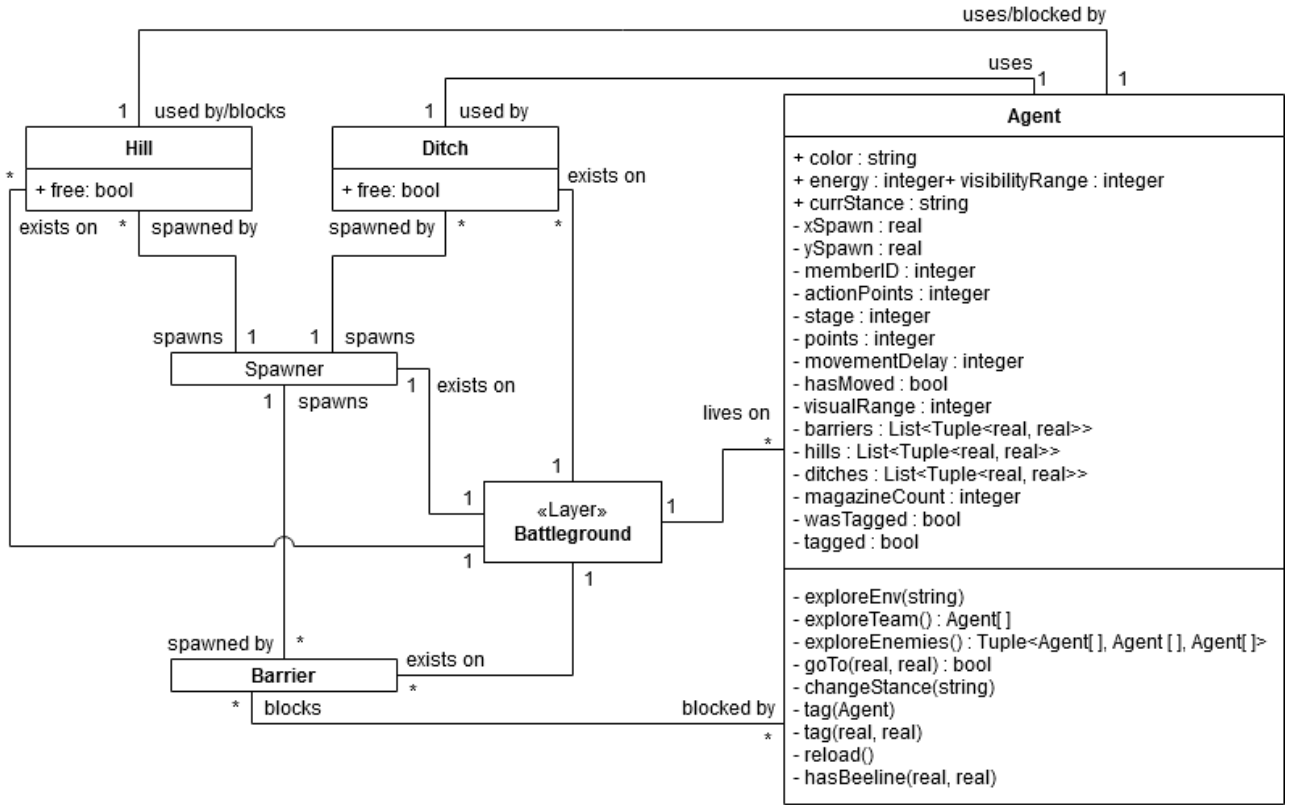 uses/blocked by
uses
1
1
1
used by/blocks
1
used by
Agent
Hill
Ditch
+ free: bool
+ free: bool
*
exists on
*
spawned by
spawned by
*
exists on
*
+ color : string
+ energy : integer+ visibilityRange : integer
+ currStance : string
- xSpawn : real
- ySpawn : real
- memberID : integer
- actionPoints : integer
- stage : integer
- points : integer
- movementDelay : integer
- hasMoved : bool
- visualRange : integer
- barriers : List<Tuple<real, real>>
- hills : List<Tuple<real, real>>
- ditches : List<Tuple<real, real>>
- magazineCount : integer
- wasTagged : bool
- tagged : bool
spawns
1
1
spawns
Spawner
1
spawns
1
exists on
lives on
*
1
1
1
«Layer»
Battleground
1
1
- exploreEnv(string)
- exploreTeam() : Agent[ ]
- exploreEnemies() : Tuple<Agent[ ], Agent [ ], Agent[ ]>
- goTo(real, real) : bool
- changeStance(string)
- tag(Agent)
- tag(real, real)
- reload()
- hasBeeline(real, real)
spawned by
*
Barrier
exists on
*
*
blocks
blocked by
*